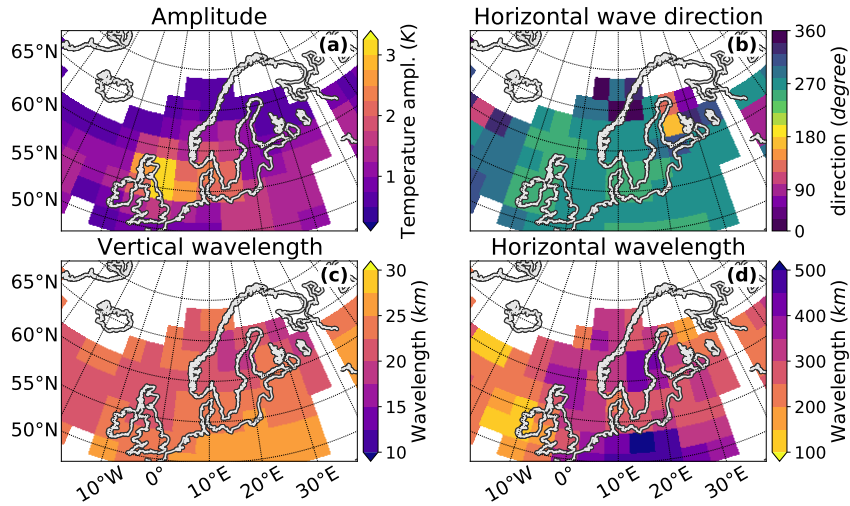 Amplitude
Horizontal wave direction
(a)
(b)
65°N
60°N
55°N
50°N
3
2
1
Temperature ampl. (K)
360
270
180
90
0
direction (degree)
Vertical wavelength
Horizontal wavelength
(c)
(d)
65°N
60°N
55°N
50°N
30
25
20
15
10
Wavelength (km)
500
400
300
200
100
Wavelength (km)
10°W 0° 10°E 20°E 30°E
10°W 0° 10°E 20°E 30°E